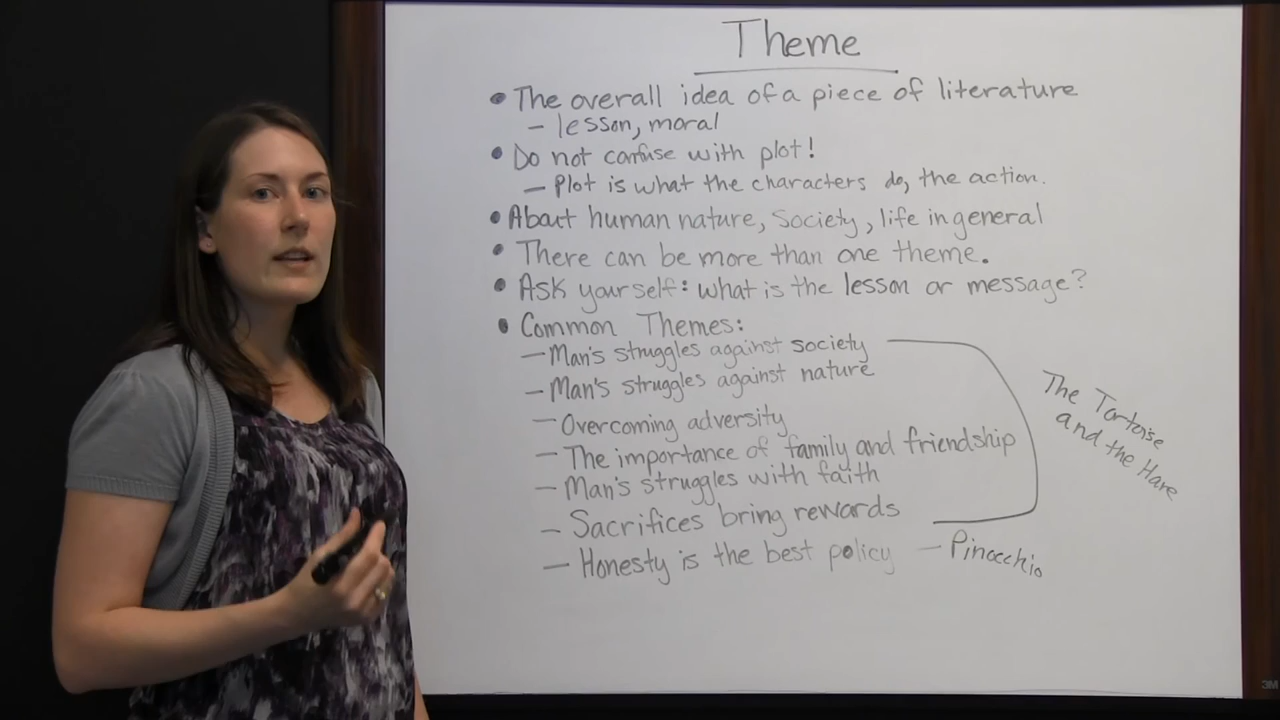 Theme
• The overall idea of a piece of literature
– lesson, moral
• Do not confuse with plot!
– Plot is what the characters do, the action.
• About human nature, Society, life in general
• There can be more than one theme.
• Ask yourself: what is the lesson or message?
• Common Themes:
– Man's struggles against society
– Man's struggles against nature
– Overcoming adversity
– The importance of family and friendship
– Man's struggles with faith
– Sacrifices bring rewards
– Honesty is the best policy – Pinocchio
The Tortoise
and the Hare
3M